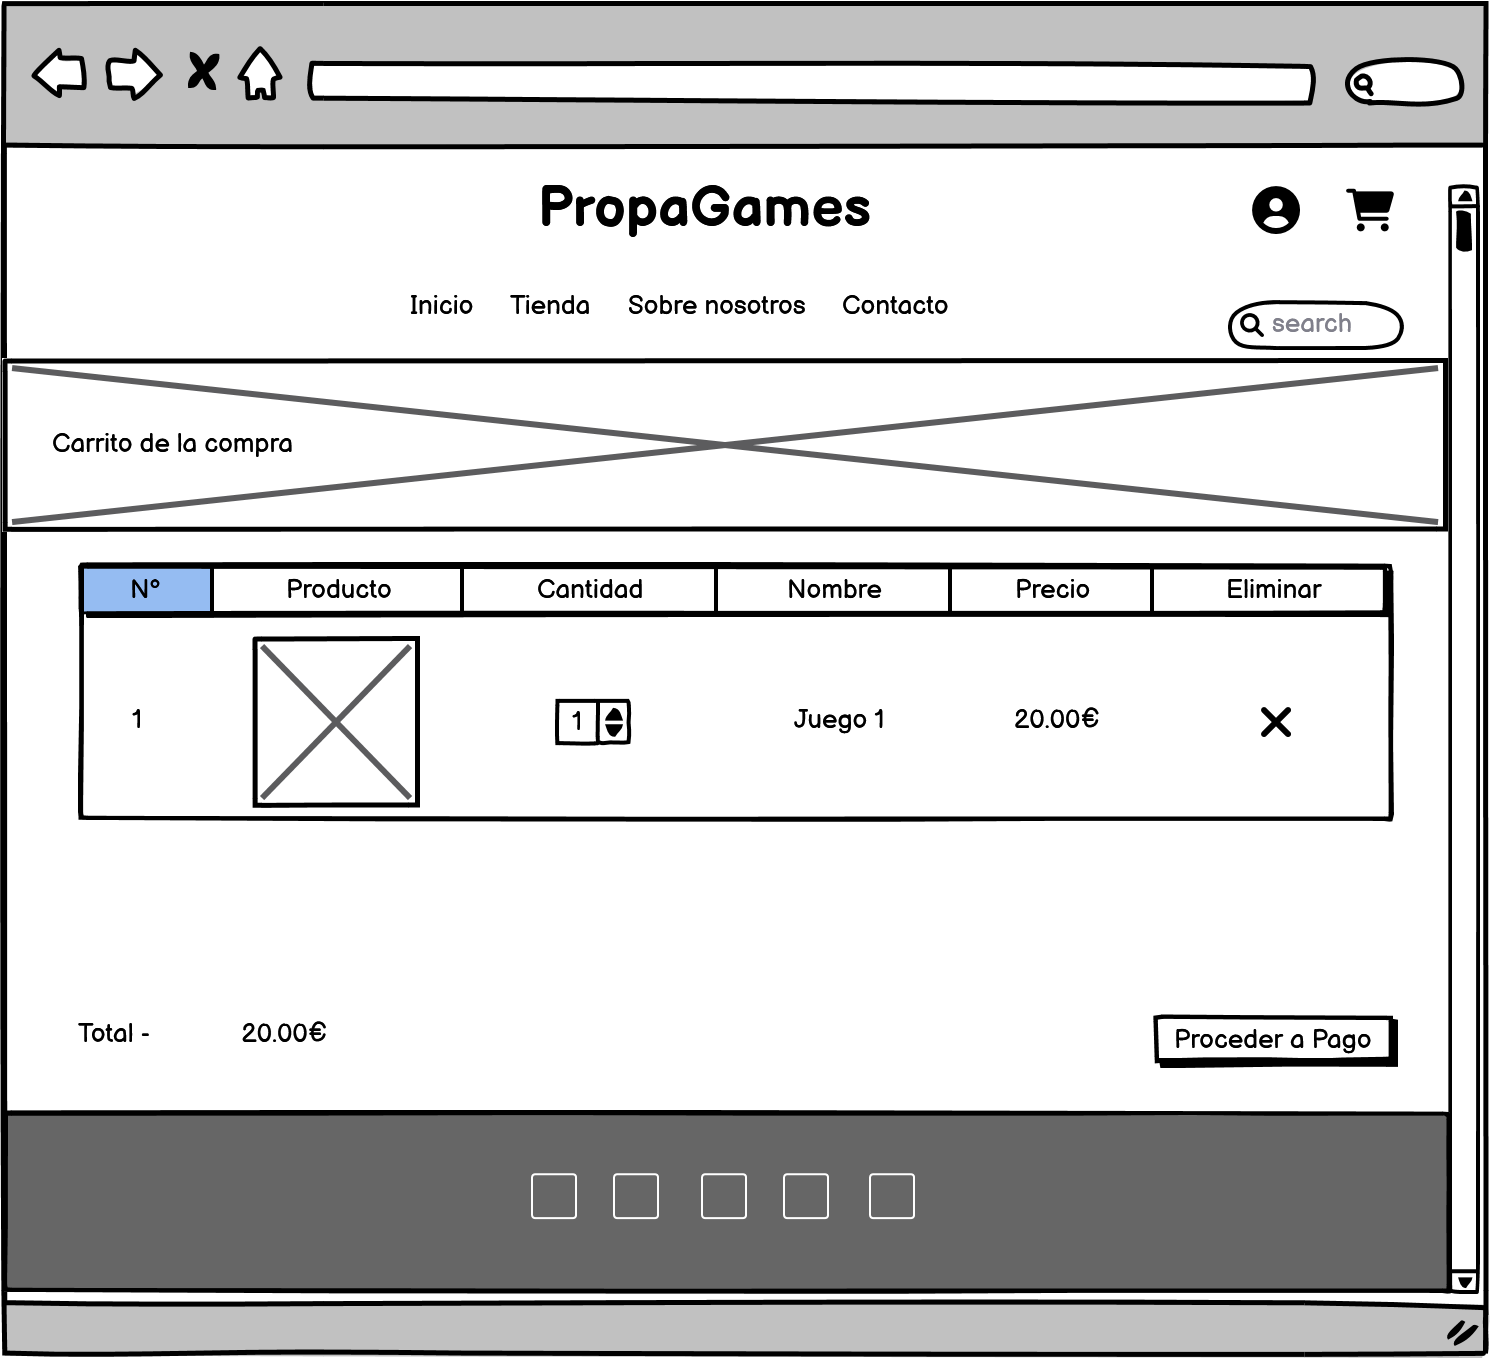 PropaGames
Inicio Tienda Sobre nosotros Contacto
search
Carrito de la compra
Nº Producto Cantidad Nombre Precio Eliminar
1 1 Juego 1 20.00€
Total - 20.00€
Proceder a Pago